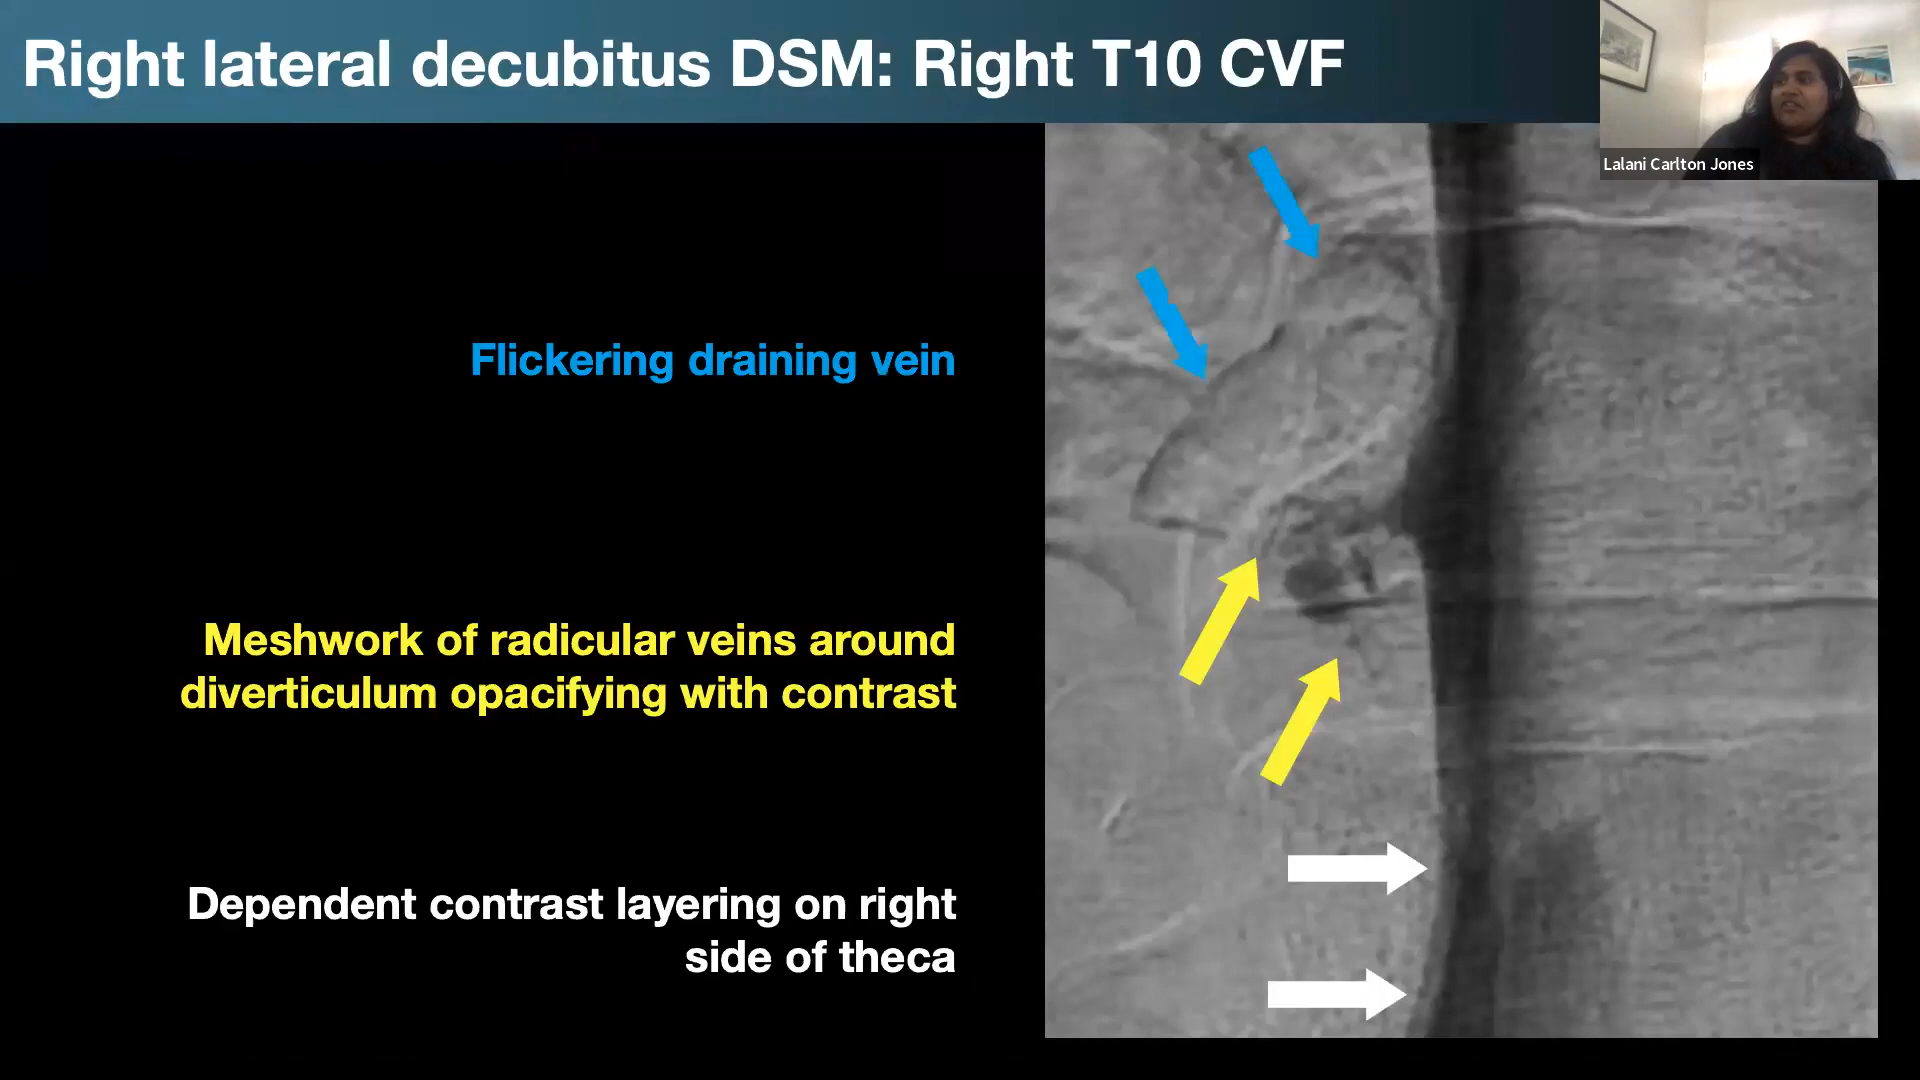 Right lateral decubitus DSM: Right T10 CVF
Lalani Carlton Jones
Flickering draining vein
Meshwork of radicular veins around
diverticulum opacifying with contrast
Dependent contrast layering on right
side of theca